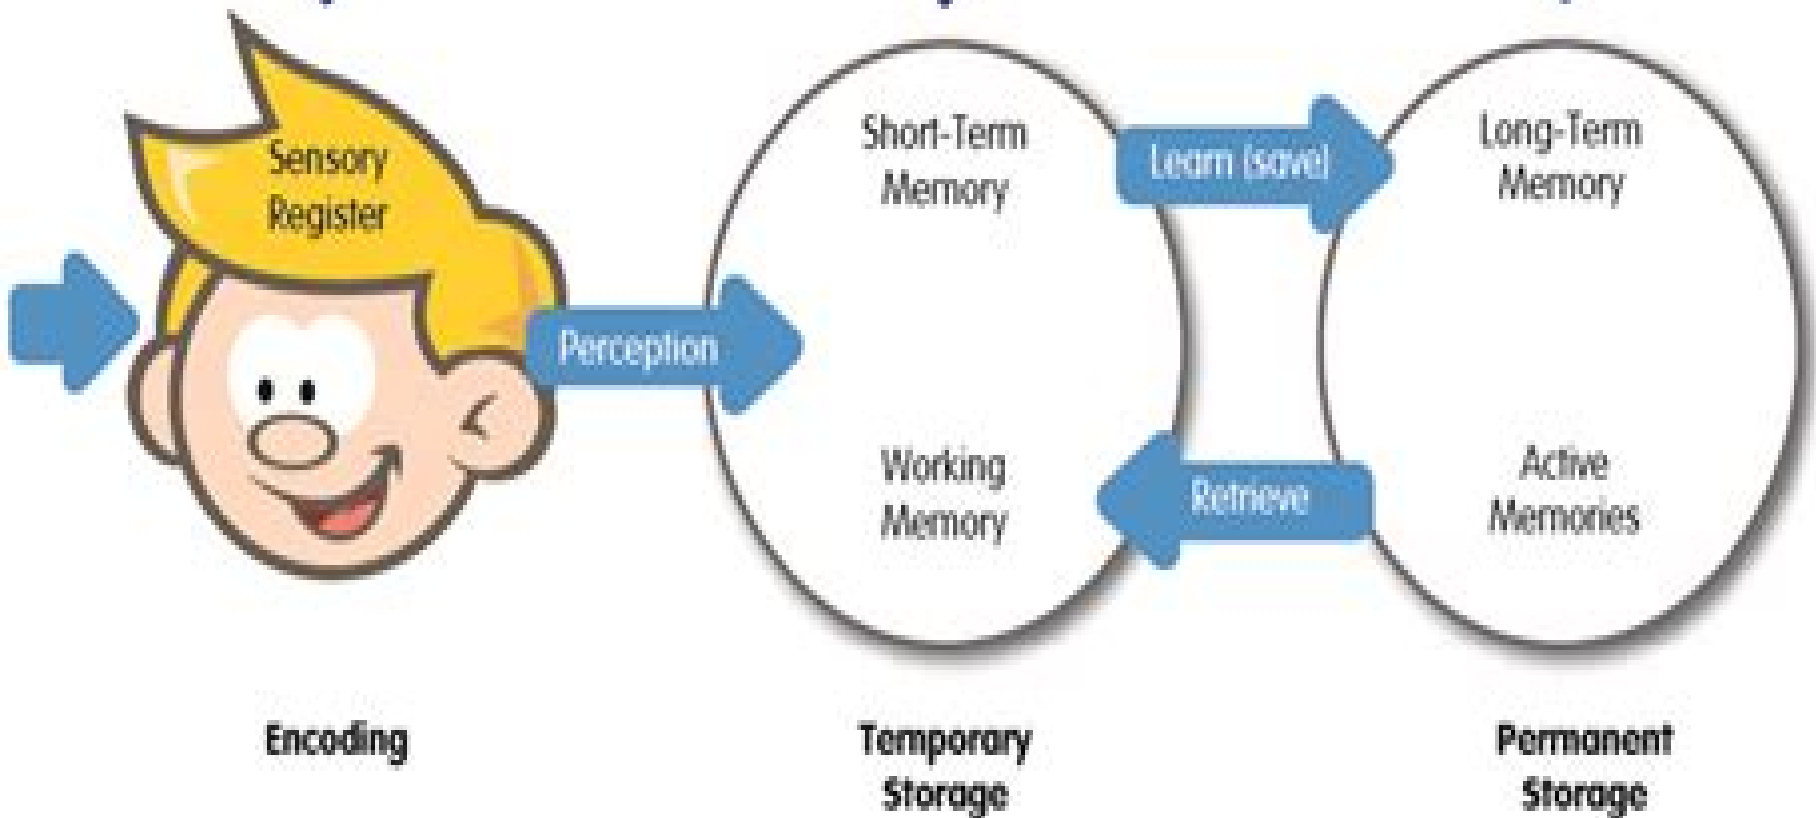 Sensory
Register
Perception
Short-Term
Memory
Working
Memory
Learn (save)
Retrieve
Long-Term
Memory
Active
Memories
Encoding
Temporary
Storage
Permanent
Storage